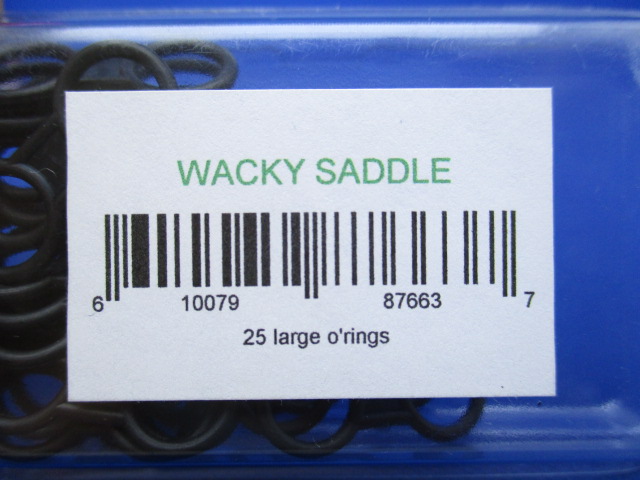 WACKY SADDLE
6 10079 87663 7
25 large o'rings